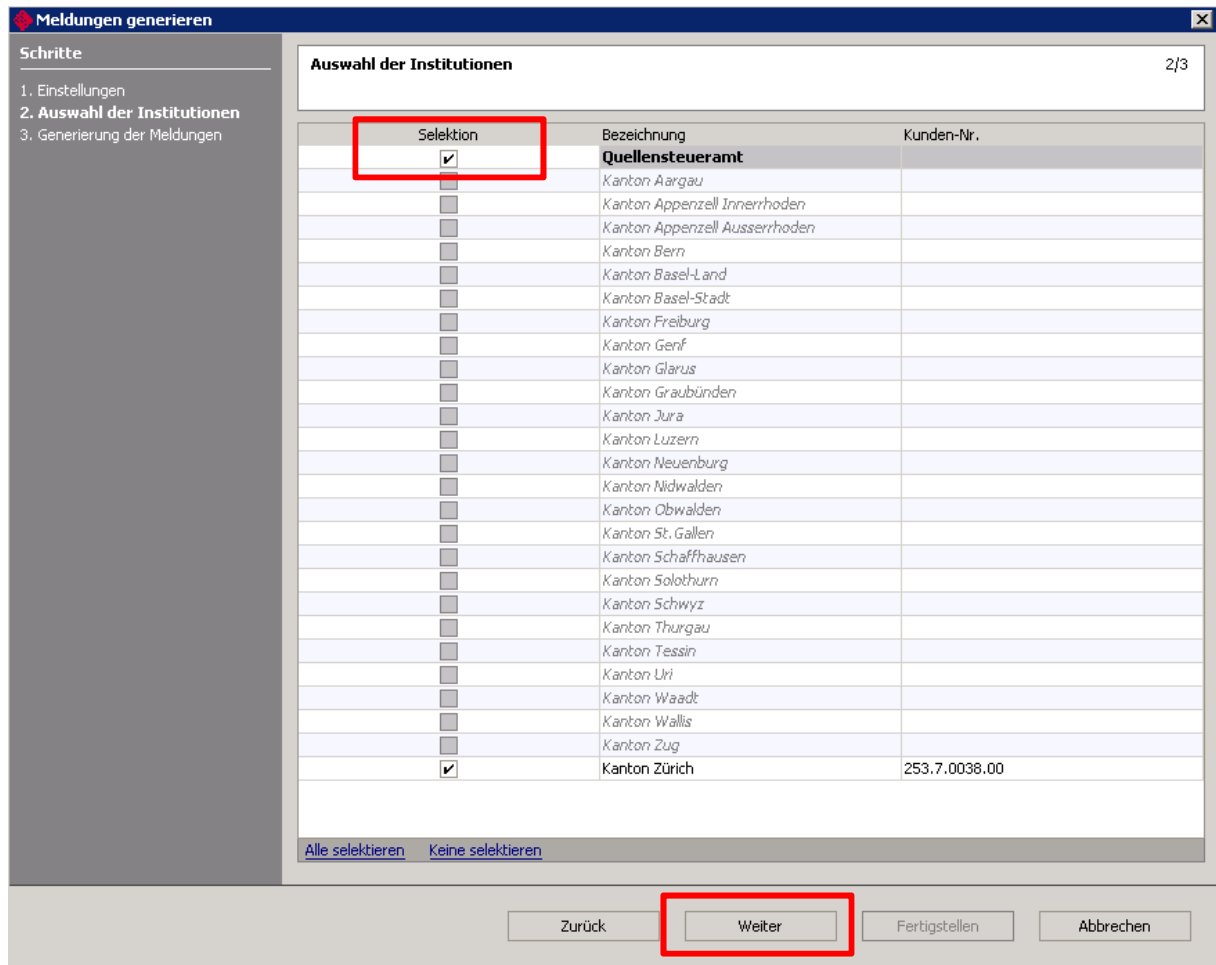 Meldungen generieren
Schritte
1. Einstellungen
2. Auswahl der Institutionen
3. Generierung der Meldungen
Auswahl der Institutionen 2/3
Selektion Bezeichnung Kunden-Nr.
Quellensteueramt
Kanton Aargau
Kanton Appenzell Innerrhoden
Kanton Appenzell Ausserrhoden
Kanton Bern
Kanton Basel-Land
Kanton Basel-Stadt
Kanton Freiburg
Kanton Genf
Kanton Glarus
Kanton Graubünden
Kanton Jura
Kanton Luzern
Kanton Neuenburg
Kanton Nidwalden
Kanton Obwalden
Kanton St. Gallen
Kanton Schaffhausen
Kanton Solothurn
Kanton Schwyz
Kanton Thurgau
Kanton Tessin
Kanton Uri
Kanton Waadt
Kanton Wallis
Kanton Zug
Kanton Zürich 253.7.0038.00
Alle selektieren Keine selektieren
Zurück Weiter Fertigstellen Abbrechen